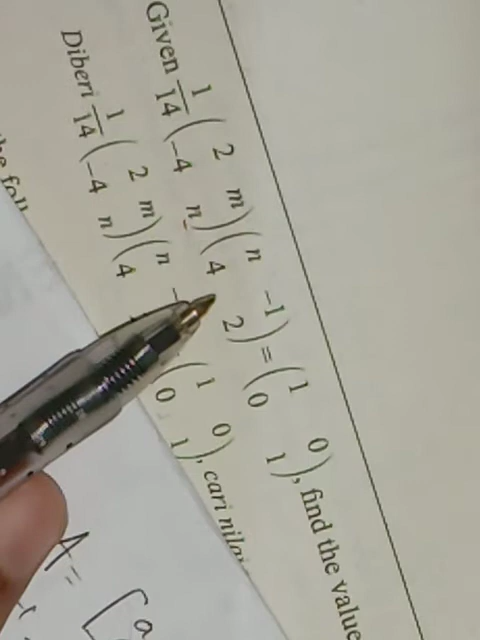 Given 1/14 ( 2 m ) ( n −1 ) = ( 1 0 ), find the value
( −4 n ) ( 4 2 ) ( 0 1 )
Diberi 1/14 ( 2 m ) ( n − ( 1 0 ), cari nilai
( −4 n ) ( 4 ( 0 1 )
A = [ a